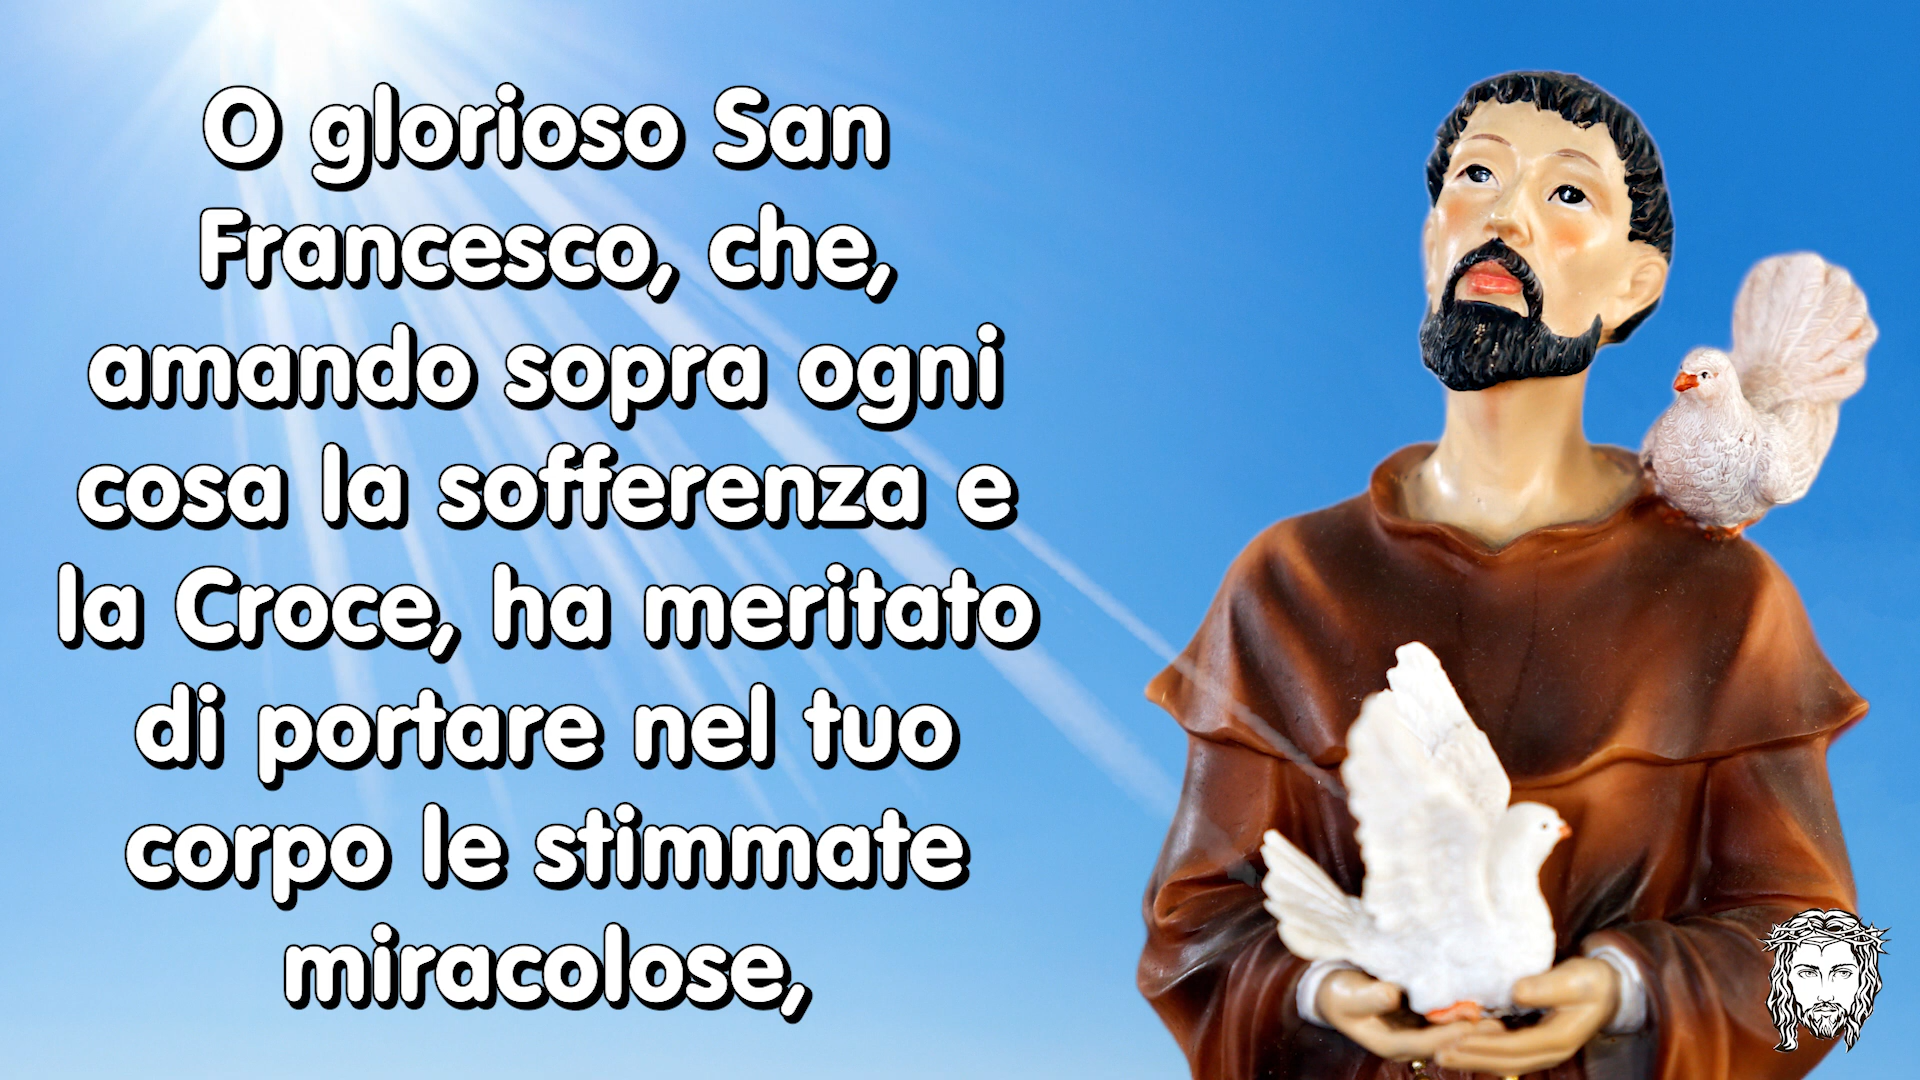 O glorioso San
Francesco, che,
amando sopra ogni
cosa la sofferenza e
la Croce, ha meritato
di portare nel tuo
corpo le stimmate
miracolose,